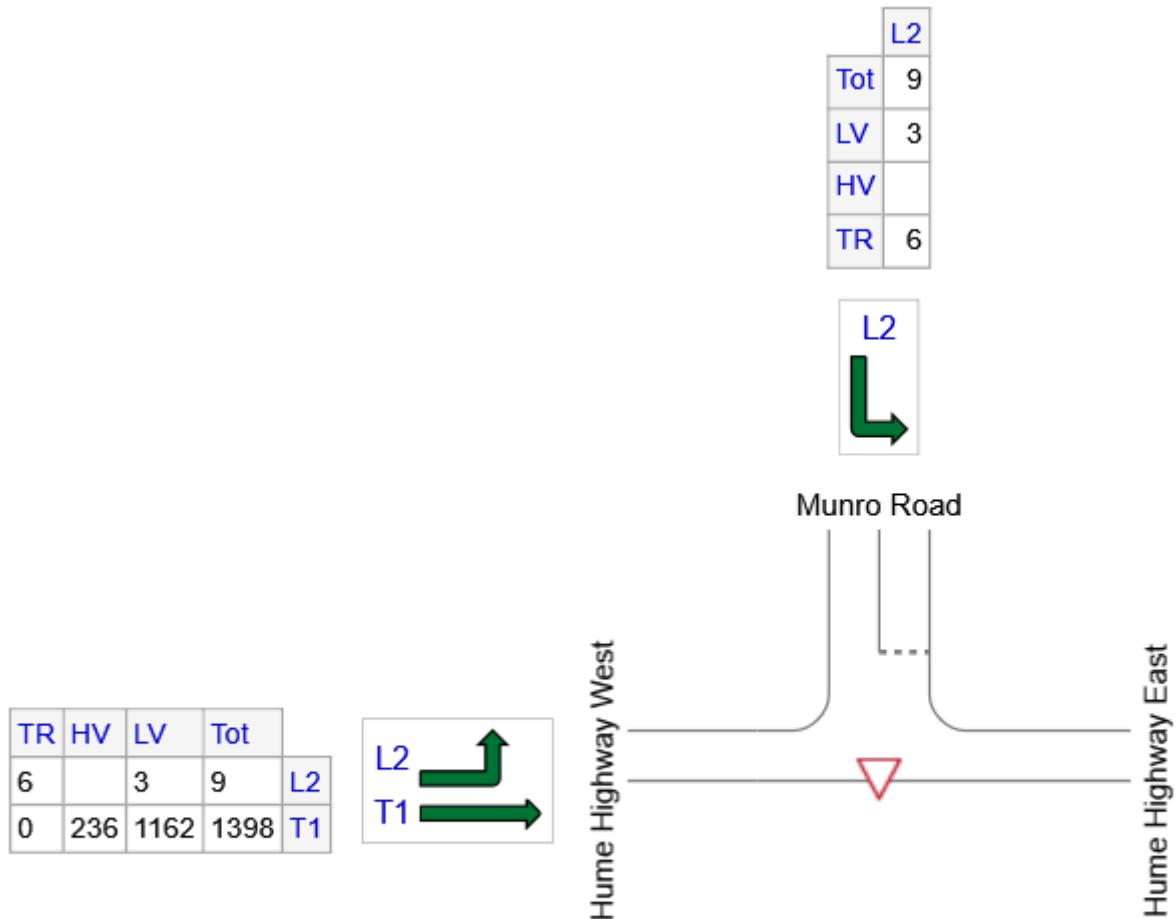 L2
Tot 9
LV 3
HV
TR 6
L2
Munro Road
Hume Highway West
Hume Highway East
TR HV LV Tot
6 3 9 L2
0 236 1162 1398 T1
L2
T1